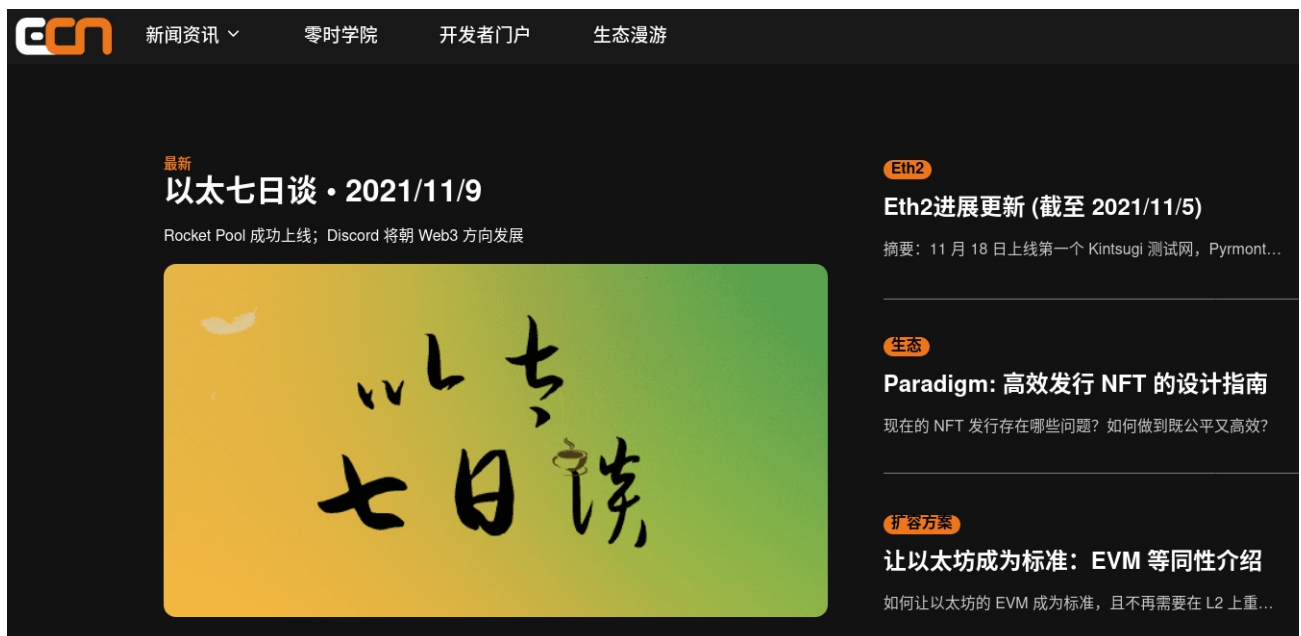 ECN 新闻资讯 零时学院 开发者门户 生态漫游
最新
以太七日谈 • 2021/11/9
Rocket Pool 成功上线；Discord 将朝 Web3 方向发展
以太
七日谈
Eth2
Eth2进展更新 (截至 2021/11/5)
摘要：11 月 18 日上线第一个 Kintsugi 测试网，Pyrmont…
生态
Paradigm: 高效发行 NFT 的设计指南
现在的 NFT 发行存在哪些问题？如何做到既公平又高效？
扩容方案
让以太坊成为标准：EVM 等同性介绍
如何让以太坊的 EVM 成为标准，且不再需要在 L2 上重…